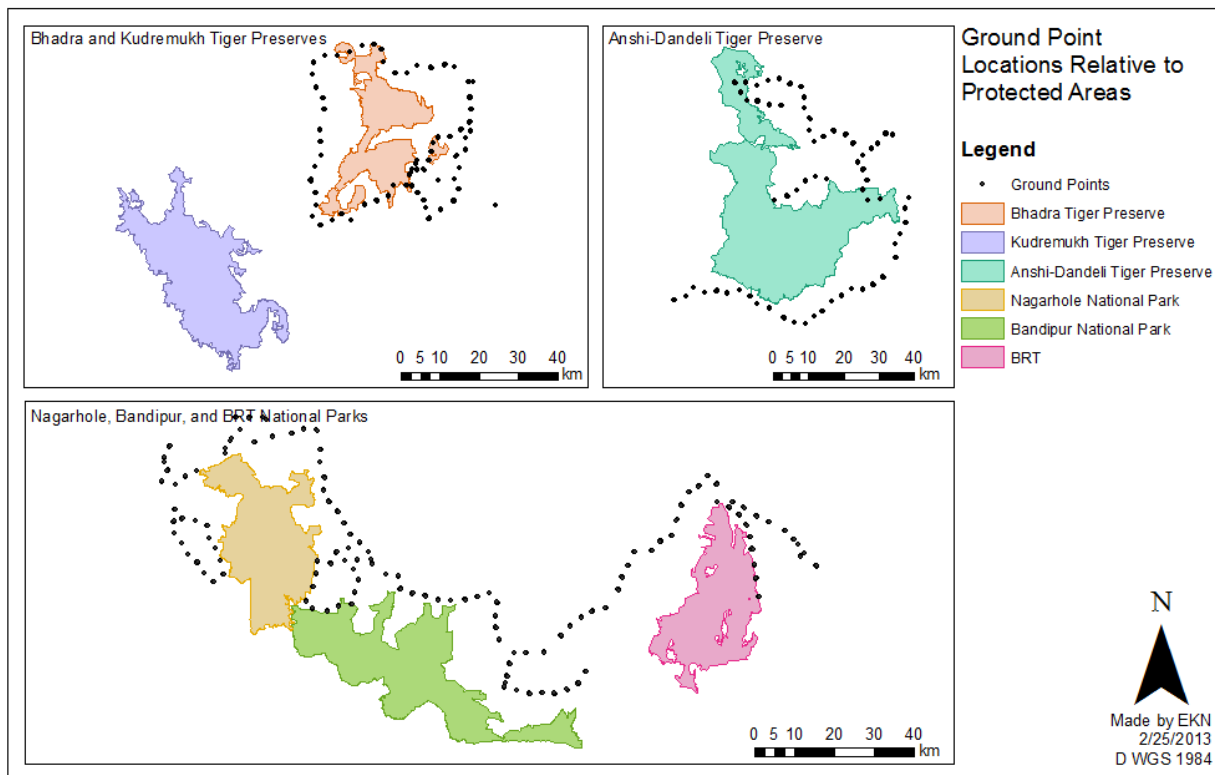 Bhadra and Kudremukh Tiger Preserves
0 5 10 20 30 40
km
Anshi-Dandeli Tiger Preserve
0 5 10 20 30 40
km
Nagarhole, Bandipur, and BRT National Parks
0 5 10 20 30 40
km
Ground Point
Locations Relative to
Protected Areas
Legend
Ground Points
Bhadra Tiger Preserve
Kudremukh Tiger Preserve
Anshi-Dandeli Tiger Preserve
Nagarhole National Park
Bandipur National Park
BRT
N
Made by EKN
2/25/2013
D WGS 1984